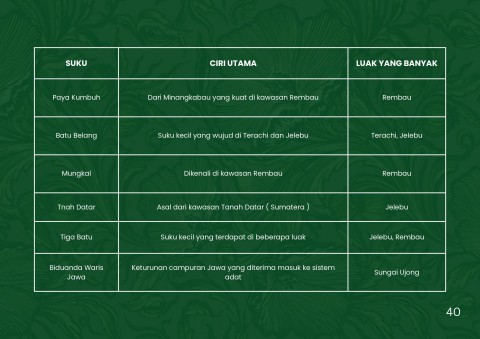 SUKU CIRI UTAMA LUAK YANG BANYAK
Paya Kumbuh Dari Minangkabau yang kuat di kawasan Rembau Rembau
Batu Belang Suku kecil yang wujud di Terachi dan Jelebu Terachi, Jelebu
Mungkal Dikenali di kawasan Rembau Rembau
Tnah Datar Asal dari kawasan Tanah Datar ( Sumatera ) Jelebu
Tiga Batu Suku kecil yang terdapat di beberapa luak Jelebu, Rembau
Biduanda Waris
Jawa
Keturunan campuran Jawa yang diterima masuk ke sistem
adat
Sungai Ujong
40